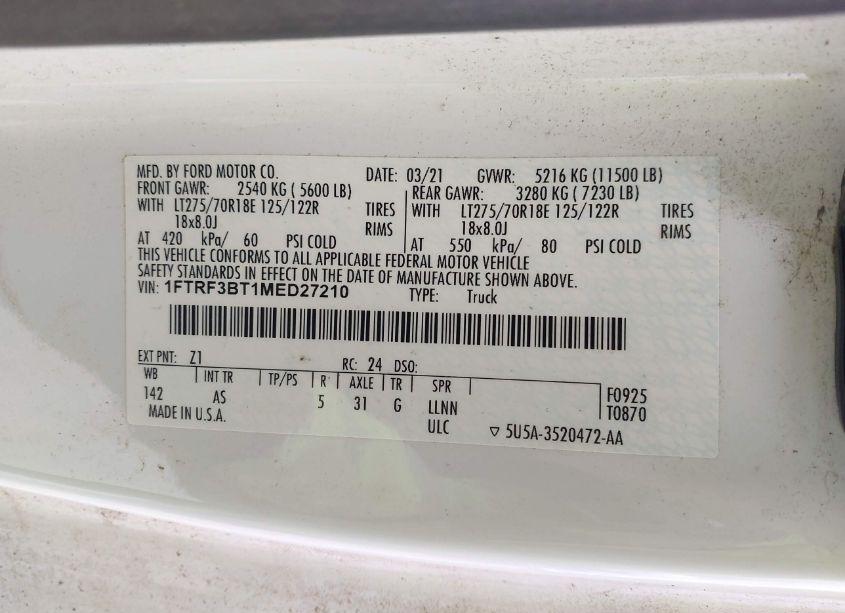 MFD. BY FORD MOTOR CO. DATE: 03/21 GVWR: 5216 KG (11500 LB)
FRONT GAWR: 2540 KG ( 5600 LB) REAR GAWR: 3280 KG ( 7230 LB)
WITH LT275/70R18E 125/122R TIRES WITH LT275/70R18E 125/122R TIRES
18x8.0J RIMS 18x8.0J RIMS
AT 420 kPa/ 60 PSI COLD AT 550 kPa/ 80 PSI COLD
THIS VEHICLE CONFORMS TO ALL APPLICABLE FEDERAL MOTOR VEHICLE
SAFETY STANDARDS IN EFFECT ON THE DATE OF MANUFACTURE SHOWN ABOVE.
VIN: 1FTRF3BT1MED27210 TYPE: Truck
EXT PNT: Z1 RC: 24 DSO:
WB INT TR TP/PS R AXLE TR SPR F0925
142 AS 5 31 G LLNN T0870
MADE IN U.S.A. ULC ▽ 5U5A-3520472-AA